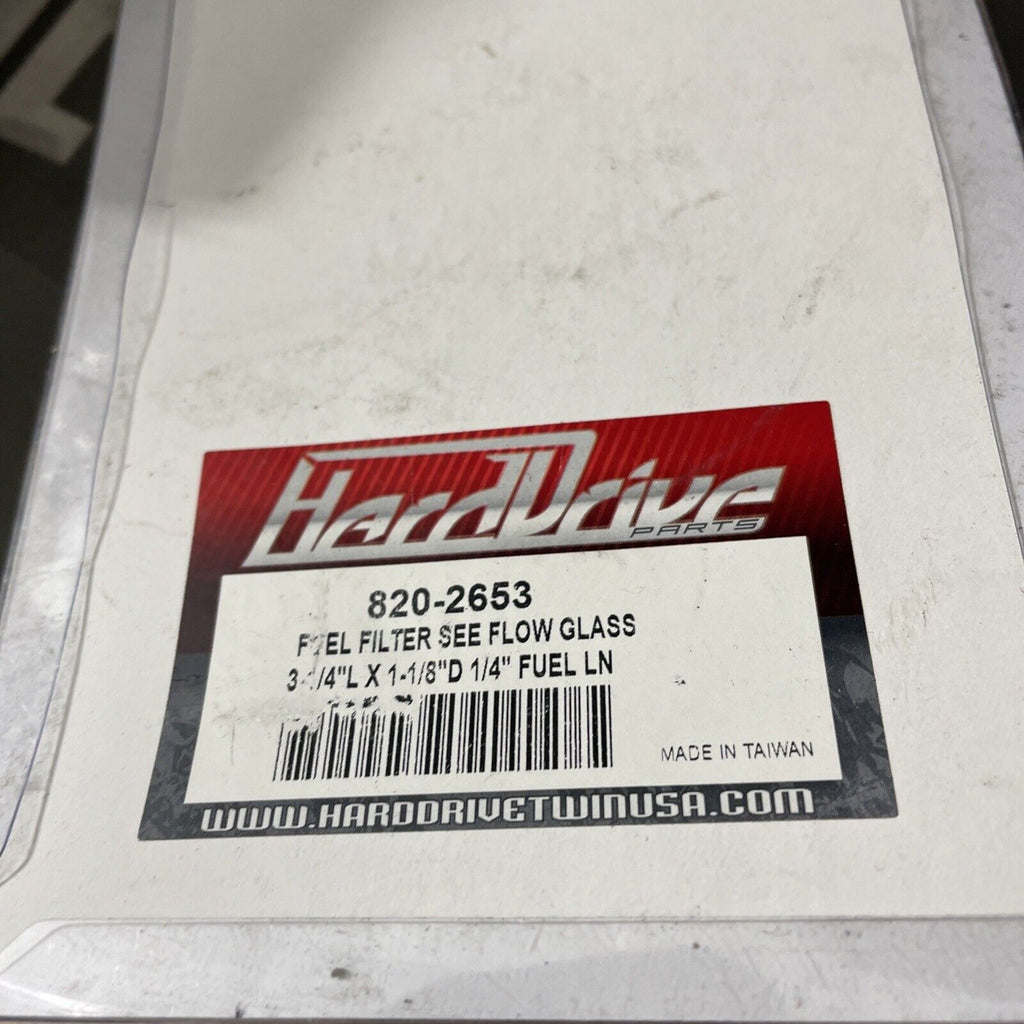 HardDrive
PARTS
820-2653
FUEL FILTER SEE FLOW GLASS
3-1/4"L X 1-1/8"D 1/4" FUEL LN
MADE IN TAIWAN
WWW.HARDDRIVETWINUSA.COM